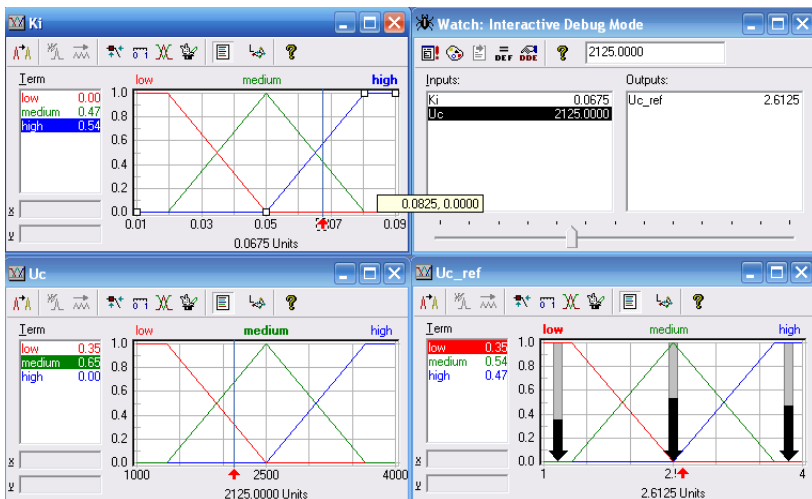 Ki
Term
low 0.00
medium 0.47
high 0.54
low medium high
1.0
0.8
0.6
0.4
0.2
0.0
0.01 0.03 0.05 0.07 0.09
0.0825, 0.0000
0.0675 Units
x
y
Watch: Interactive Debug Mode
DEF DDE ? 2125.0000
Inputs: Outputs:
Ki 0.0675 Uc_ref 2.6125
Uc 2125.0000
Uc
Term
low 0.35
medium 0.65
high 0.00
low medium high
1.0
0.8
0.6
0.4
0.2
0.0
1000 2500 4000
2125.0000 Units
x
y
Uc_ref
Term
low 0.35
medium 0.54
high 0.47
low medium high
1.0
0.8
0.6
0.4
0.2
0.0
1 4
2.6125 Units
x
y